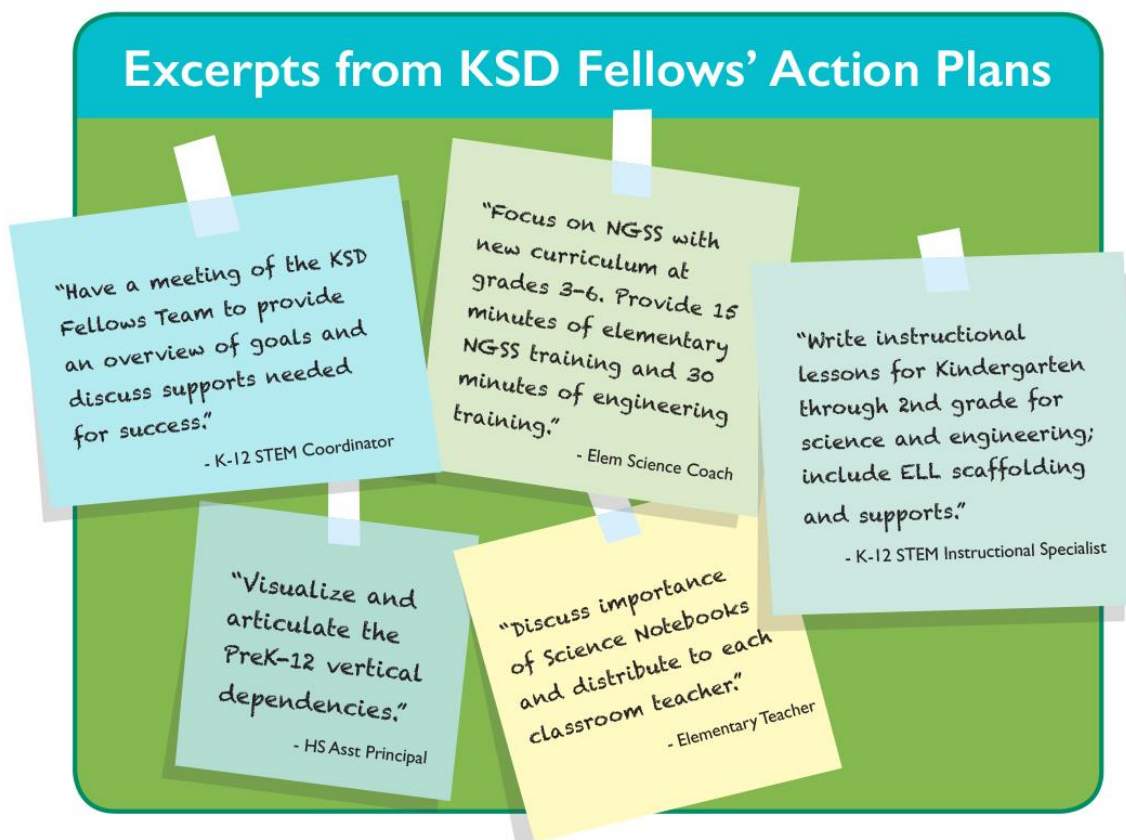 Excerpts from KSD Fellows’ Action Plans
“Have a meeting of the KSD
Fellows Team to provide
an overview of goals and
discuss supports needed
for success.”
- K-12 STEM Coordinator
“Focus on NGSS with
new curriculum at
grades 3-6. Provide 15
minutes of elementary
NGSS training and 30
minutes of engineering
training.”
- Elem Science Coach
“Write instructional
lessons for Kindergarten
through 2nd grade for
science and engineering;
include ELL scaffolding
and supports.”
- K-12 STEM Instructional Specialist
“Visualize and
articulate the
PreK-12 vertical
dependencies.”
- HS Asst Principal
“Discuss importance
of Science Notebooks
and distribute to each
classroom teacher.”
- Elementary Teacher